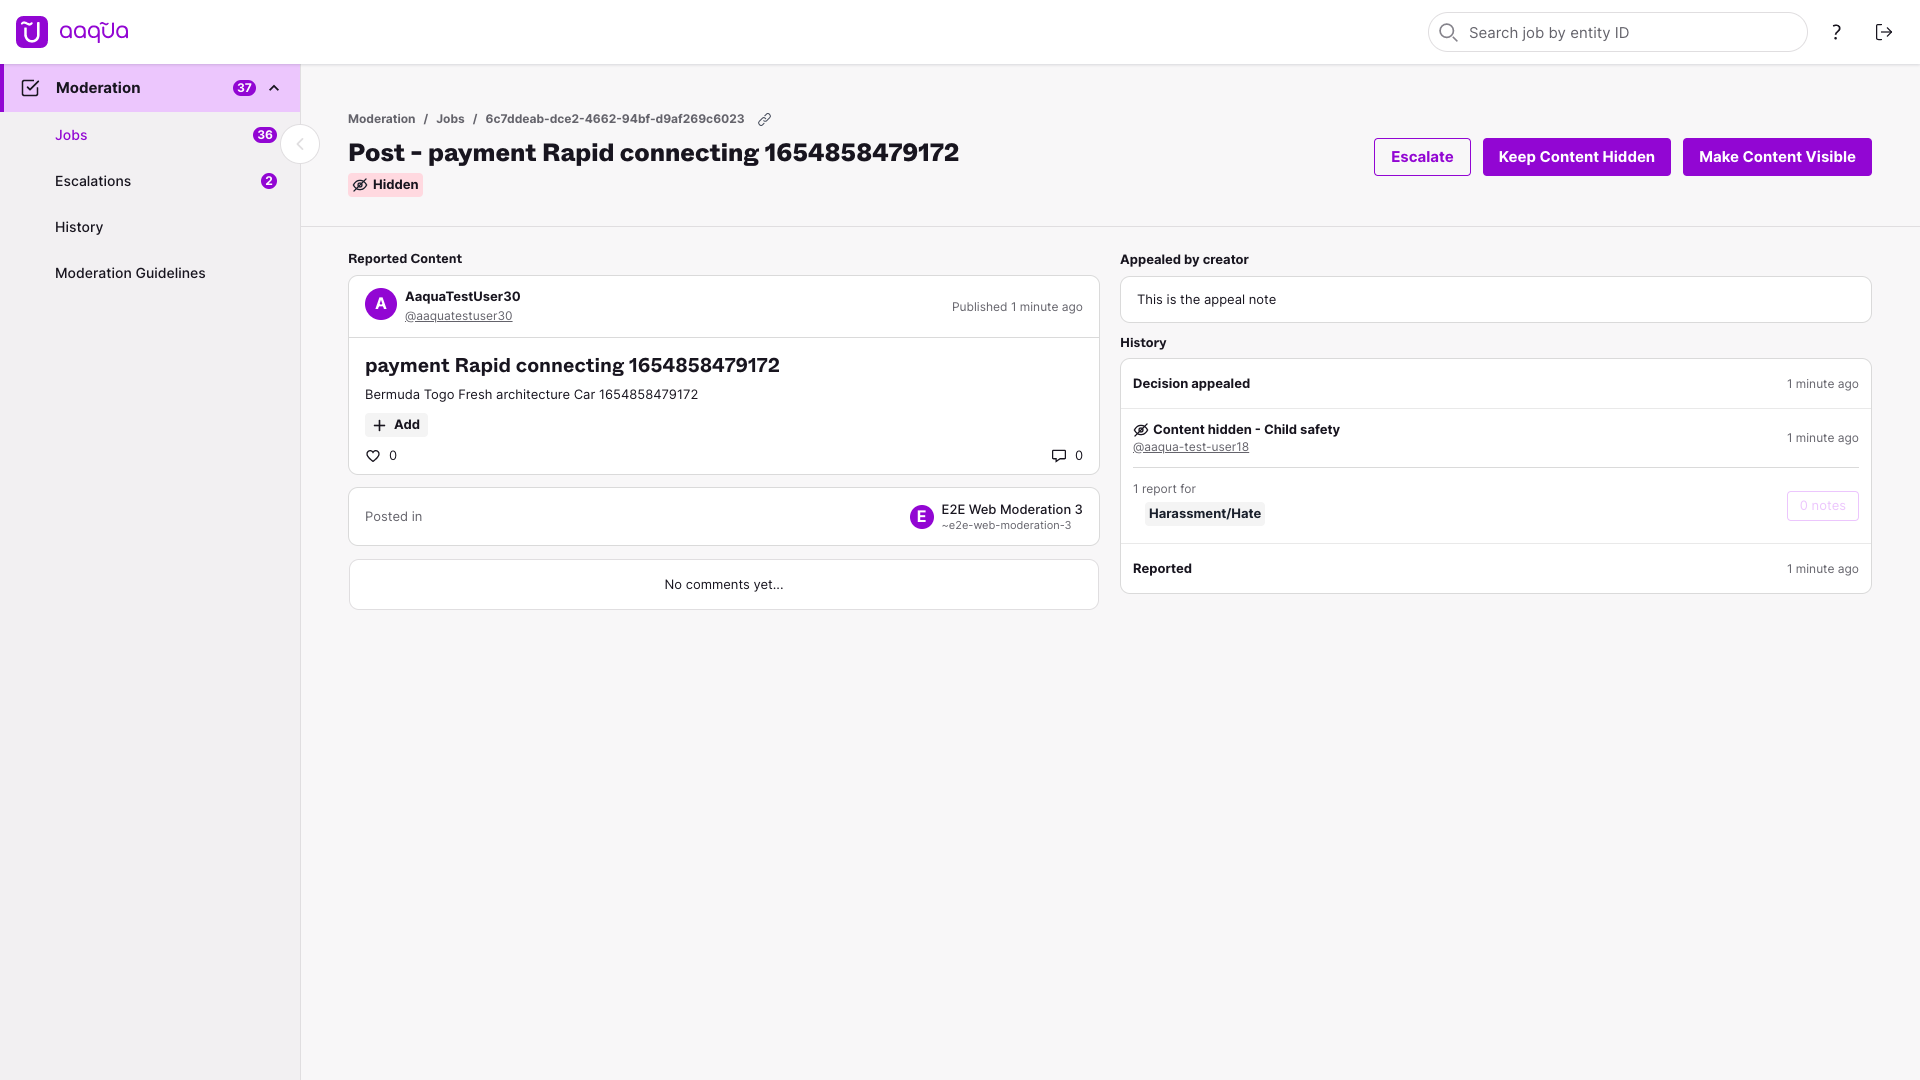 aaqũa
Search job by entity ID
?
Moderation 37
Jobs 36
Escalations 2
History
Moderation Guidelines
Moderation / Jobs / 6c7ddeab-dce2-4662-94bf-d9af269c6023
Post - payment Rapid connecting 1654858479172
Hidden
Escalate
Keep Content Hidden
Make Content Visible
Reported Content
A
AaquaTestUser30
@aaquatestuser30
Published 1 minute ago
payment Rapid connecting 1654858479172
Bermuda Togo Fresh architecture Car 1654858479172
+ Add
0
0
Posted in
E
E2E Web Moderation 3
~e2e-web-moderation-3
No comments yet...
Appealed by creator
This is the appeal note
History
Decision appealed 1 minute ago
Content hidden - Child safety
@aaqua-test-user18
1 minute ago
1 report for
Harassment/Hate
0 notes
Reported 1 minute ago